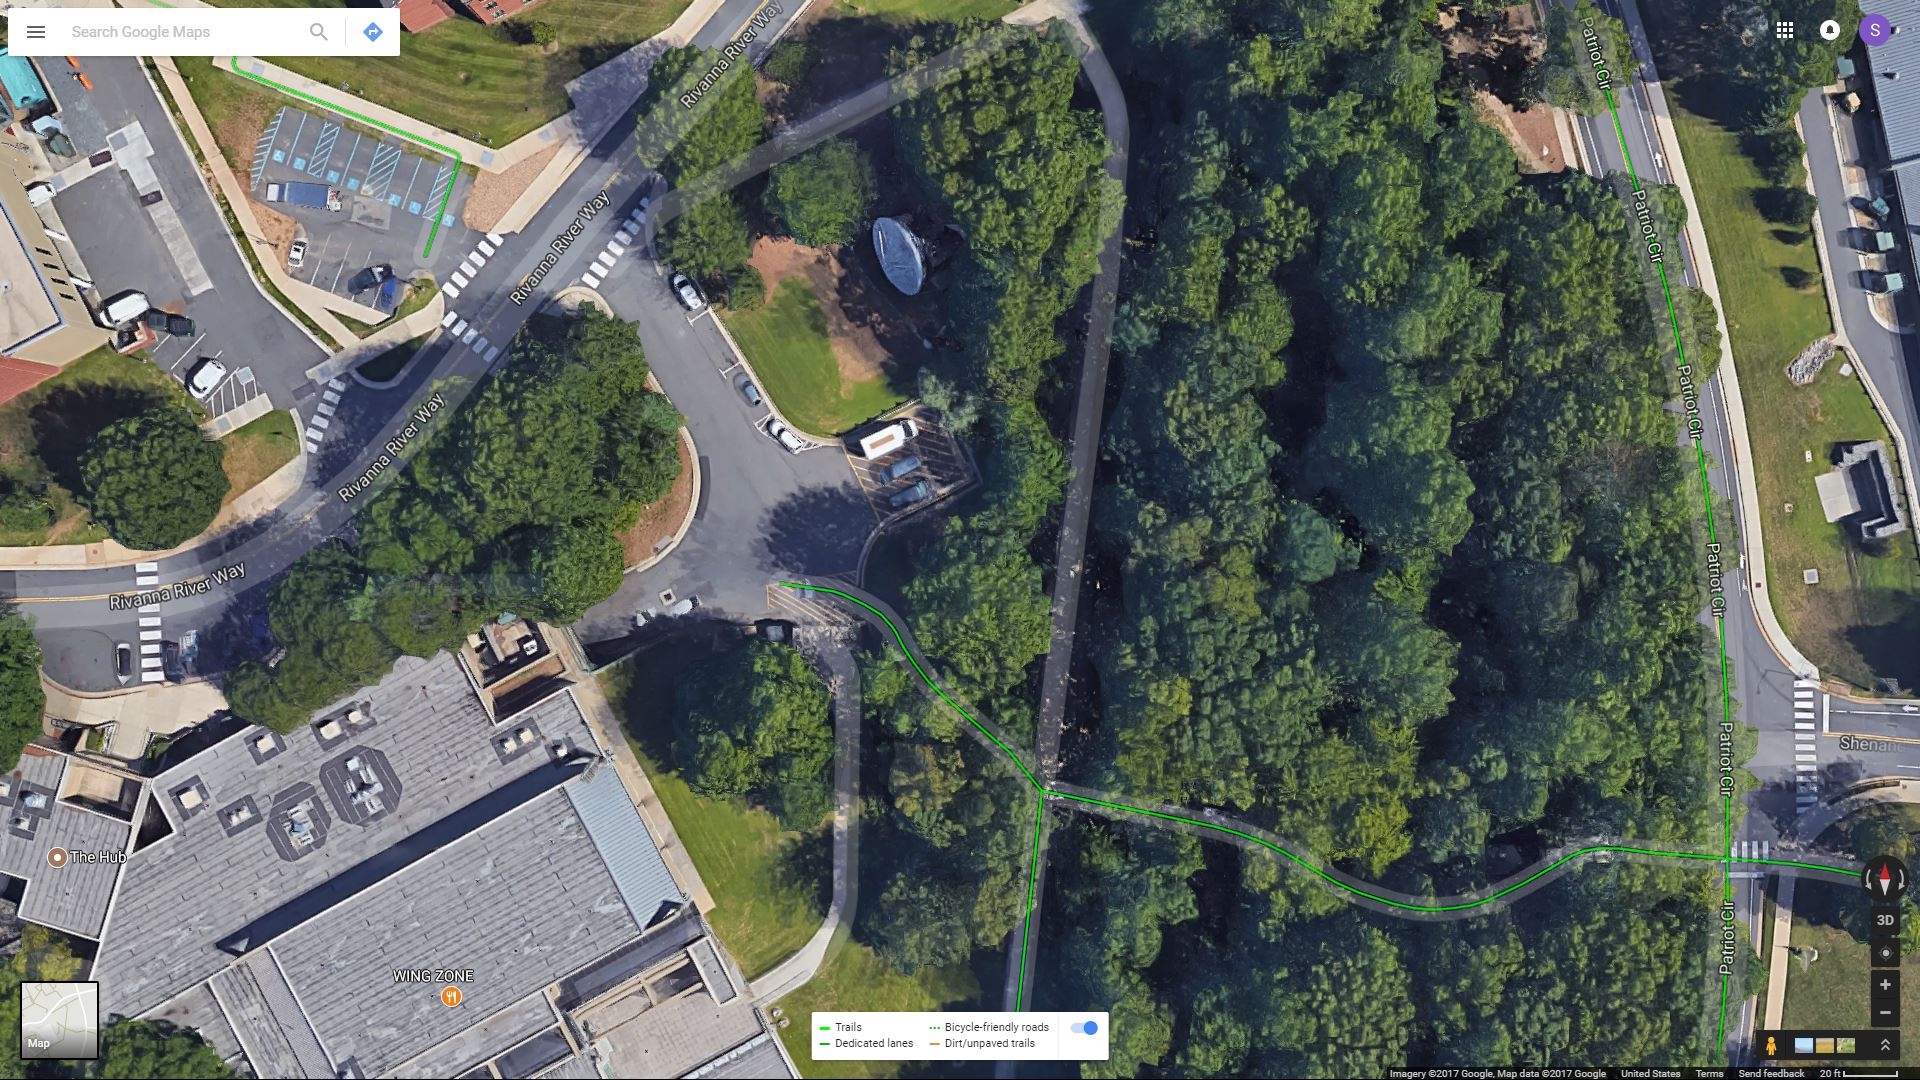 Search Google Maps
S
Rivanna River Way
Patriot Cir
Patriot Cir
Rivanna River Way
Patriot Cir
Rivanna River Way
Patriot Cir
Rivanna River Way
Patriot Cir
Shenand
The Hub
3D
Patriot Cir
WING ZONE
Map
Trails
Bicycle-friendly roads
Dedicated lanes
Dirt/unpaved trails
Imagery ©2017 Google, Map data ©2017 Google United States Terms Send feedback 20 ft